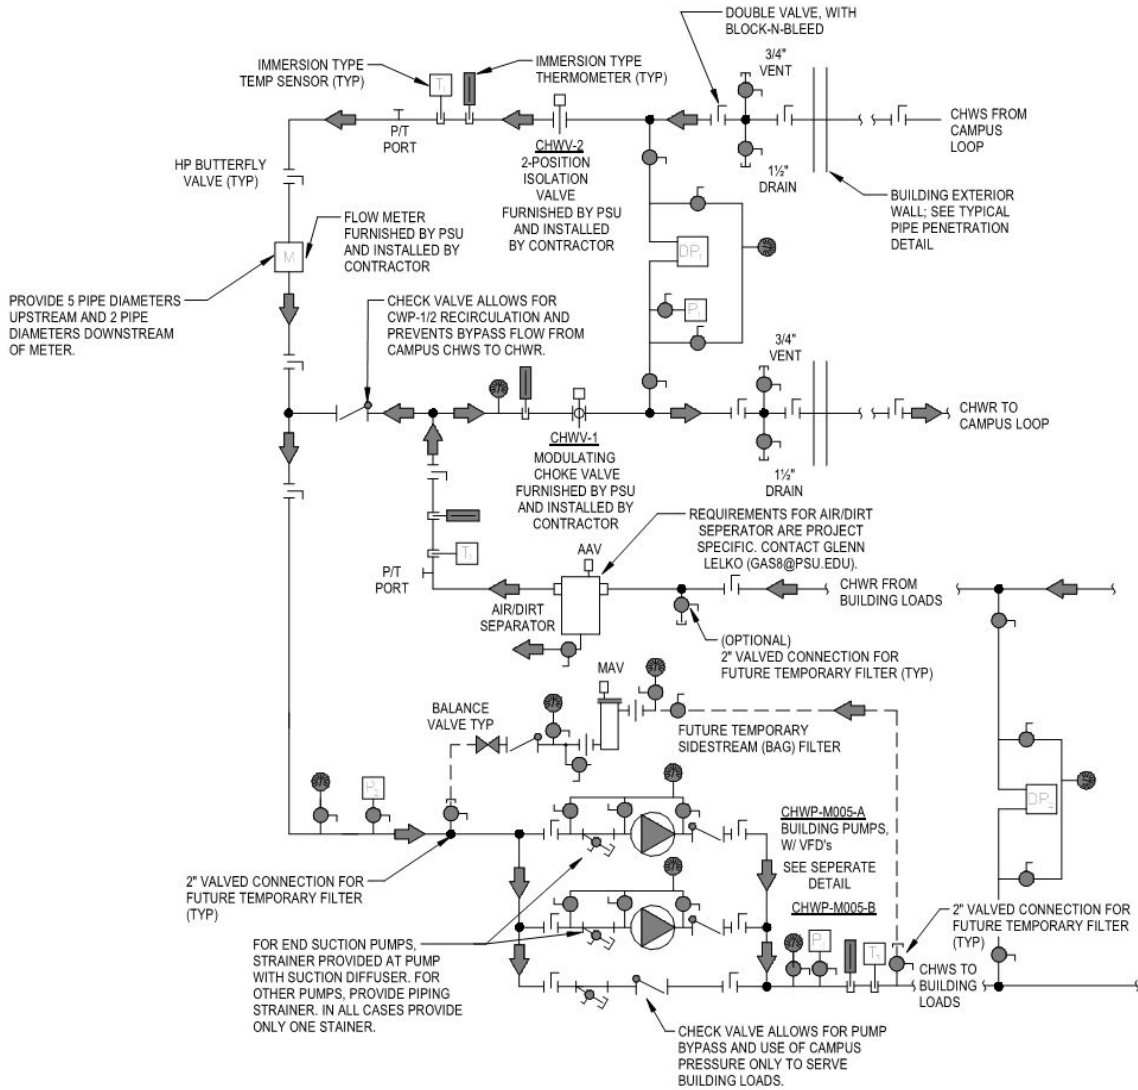 DOUBLE VALVE, WITH
BLOCK-N-BLEED
3/4"
VENT
IMMERSION TYPE
TEMP SENSOR (TYP)
IMMERSION TYPE
THERMOMETER (TYP)
T1
CHWS FROM
CAMPUS
LOOP
P/T
PORT
CHWV-2
2-POSITION
ISOLATION
VALVE
FURNISHED BY PSU
AND INSTALLED
BY CONTRACTOR
1½"
DRAIN
HP BUTTERFLY
VALVE (TYP)
BUILDING EXTERIOR
WALL; SEE TYPICAL
PIPE PENETRATION
DETAIL
FLOW METER
FURNISHED BY PSU
AND INSTALLED BY
CONTRACTOR
M
DP1
PROVIDE 5 PIPE DIAMETERS
UPSTREAM AND 2 PIPE
DIAMETERS DOWNSTREAM
OF METER.
CHECK VALVE ALLOWS FOR
CWP-1/2 RECIRCULATION AND
PREVENTS BYPASS FLOW FROM
CAMPUS CHWS TO CHWR.
P1
3/4"
VENT
CHWR TO
CAMPUS LOOP
CHWV-1
MODULATING
CHOKE VALVE
FURNISHED BY PSU
AND INSTALLED BY
CONTRACTOR
1½"
DRAIN
REQUIREMENTS FOR AIR/DIRT
SEPERATOR ARE PROJECT
SPECIFIC. CONTACT GLENN
LELKO (GAS8@PSU.EDU).
AAV
P/T
PORT
CHWR FROM
BUILDING LOADS
AIR/DIRT
SEPARATOR
(OPTIONAL)
2" VALVED CONNECTION FOR
FUTURE TEMPORARY FILTER (TYP)
MAV
BALANCE
VALVE TYP
FUTURE TEMPORARY
SIDESTREAM (BAG) FILTER
DP2
CHWP-M005-A
BUILDING PUMPS,
W/ VFD's
SEE SEPERATE
DETAIL
CHWP-M005-B
2" VALVED CONNECTION FOR
FUTURE TEMPORARY FILTER
(TYP)
2" VALVED CONNECTION FOR
FUTURE TEMPORARY FILTER
(TYP)
FOR END SUCTION PUMPS,
STRAINER PROVIDED AT PUMP
WITH SUCTION DIFFUSER. FOR
OTHER PUMPS, PROVIDE PIPING
STRAINER. IN ALL CASES PROVIDE
ONLY ONE STAINER.
CHWS TO
BUILDING
LOADS
CHECK VALVE ALLOWS FOR PUMP
BYPASS AND USE OF CAMPUS
PRESSURE ONLY TO SERVE
BUILDING LOADS.